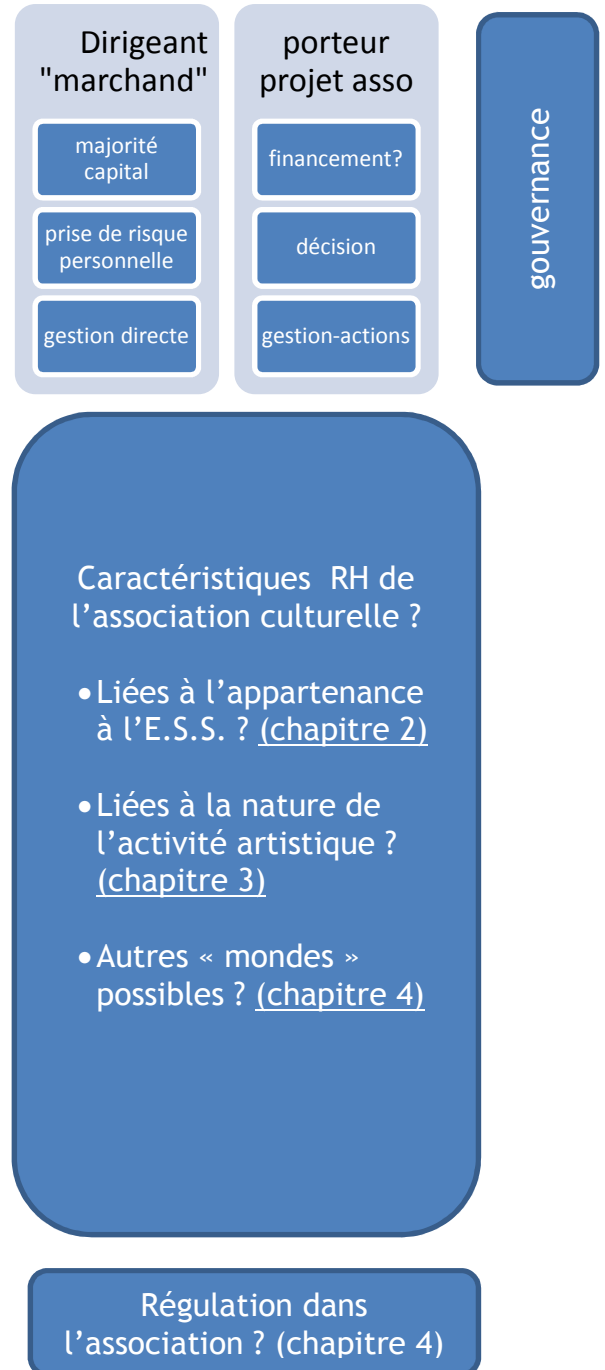 Dirigeant
"marchand"
majorité
capital
prise de risque
personnelle
gestion directe
porteur
projet asso
financement?
décision
gestion-actions
gouvernance
Caractéristiques RH de
l’association culturelle ?
•Liées à l’appartenance
à l’E.S.S. ? (chapitre 2)
•Liées à la nature de
l’activité artistique ?
(chapitre 3)
•Autres « mondes »
possibles ? (chapitre 4)
Régulation dans
l’association ? (chapitre 4)